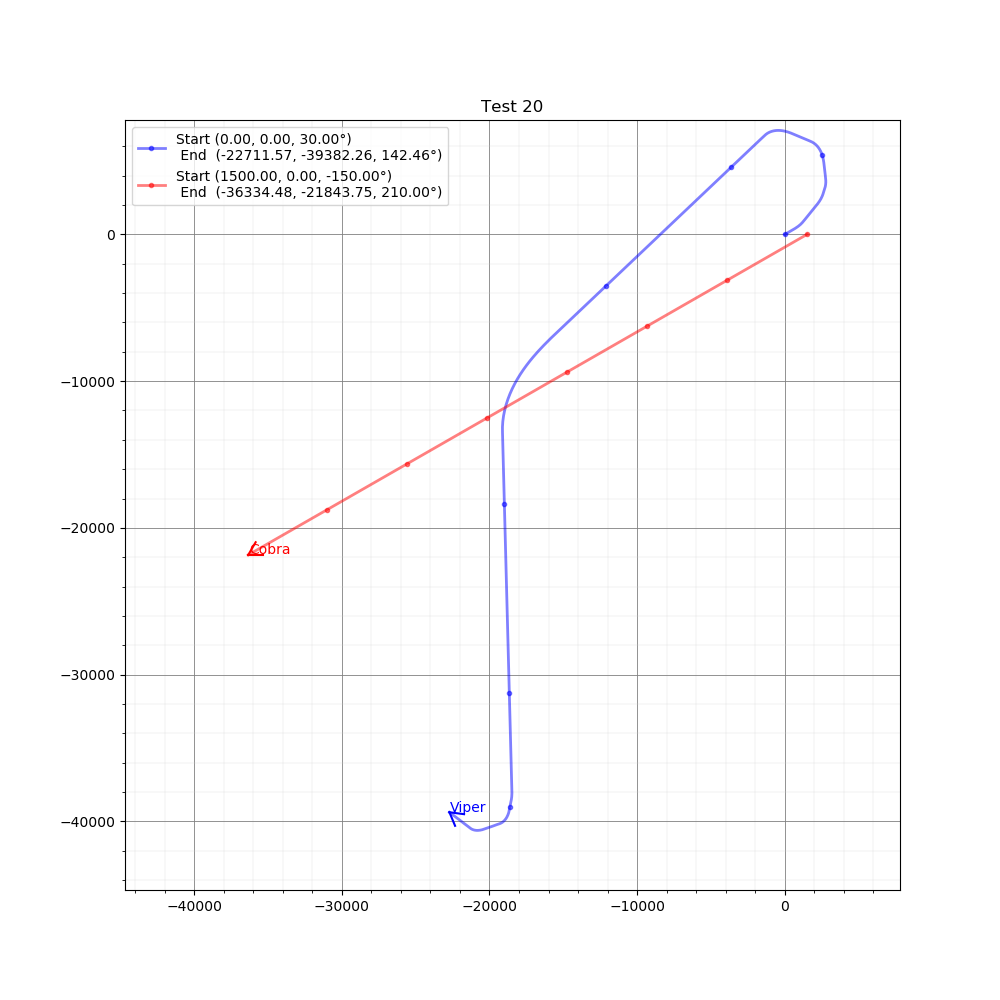 Test 20
Start (0.00, 0.00, 30.00°)
End  (-22711.57, -39382.26, 142.46°)
Start (1500.00, 0.00, -150.00°)
End  (-36334.48, -21843.75, 210.00°)
0
−10000
−20000
−30000
−40000
Cobra
Viper
−40000
−30000
−20000
−10000
0